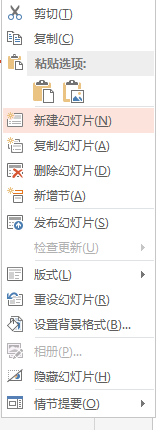 剪切(T)
复制(C)
粘贴选项:
新建幻灯片(N)
复制幻灯片(A)
删除幻灯片(D)
新增节(A)
发布幻灯片(S)
检查更新(U)
版式(L)
重设幻灯片(R)
设置背景格式(B)...
相册(P)...
隐藏幻灯片(H)
情节提要(O)